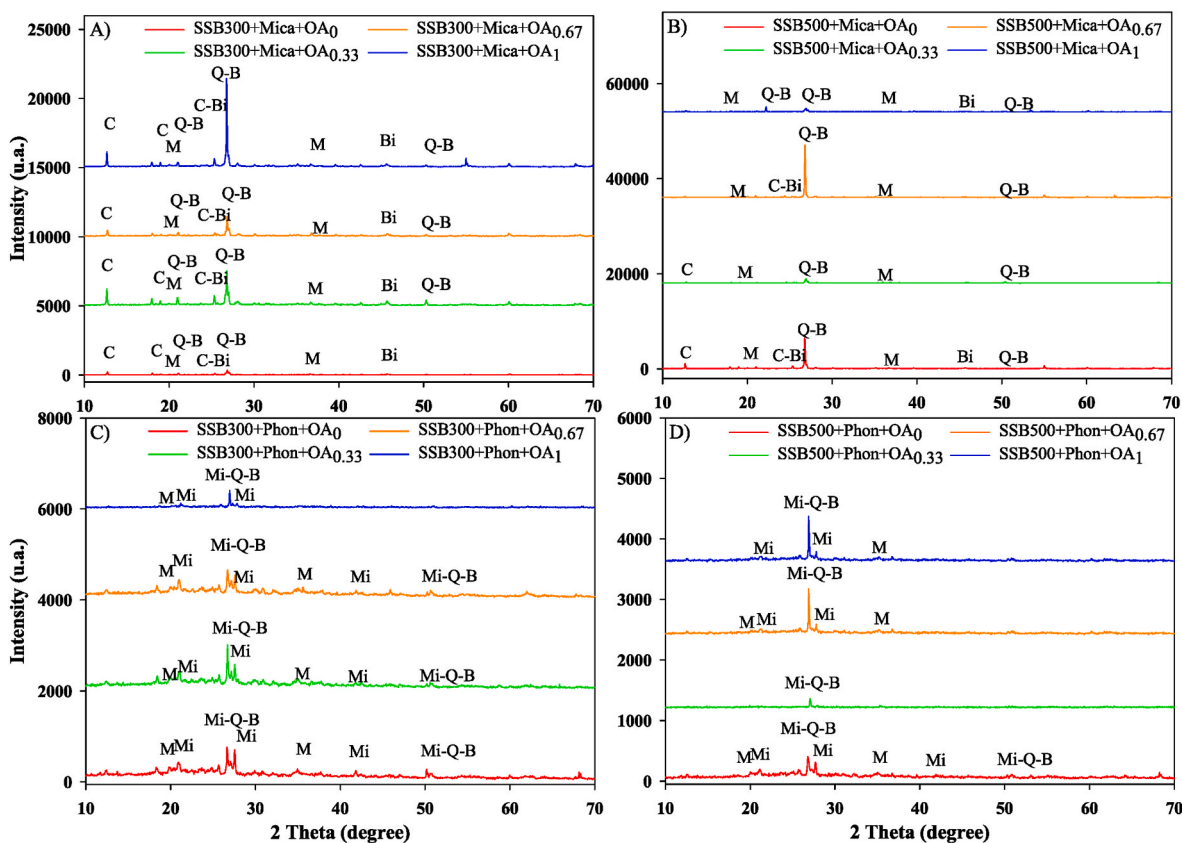 A)
SSB300+Mica+OA0 SSB300+Mica+OA0.67
SSB300+Mica+OA0.33 SSB300+Mica+OA1
Intensity (u.a.)
25000
20000
15000
10000
5000
0
Q-B
C-Bi
C C Q-B M M Bi Q-B
Q-B
C Q-B M C-Bi M Bi
Q-B
C C Q-B M C-Bi M Bi Q-B
C C Q-B M Q-B C-Bi M Bi
10 20 30 40 50 60 70
B)
SSB500+Mica+OA0 SSB500+Mica+OA0.67
SSB500+Mica+OA0.33 SSB500+Mica+OA1
60000
40000
20000
0
M Q-B Q-B M Bi Q-B
Q-B
M C-Bi M Q-B
C M Q-B M Q-B
Q-B
C M C-Bi M Bi Q-B
10 20 30 40 50 60 70
C)
SSB300+Phon+OA0 SSB300+Phon+OA0.67
SSB300+Phon+OA0.33 SSB300+Phon+OA1
Intensity (u.a.)
8000
6000
4000
2000
0
Mi-Q-B
M Mi Mi
Mi-Q-B
M Mi Mi M Mi Mi-Q-B
Mi-Q-B
M Mi Mi M Mi Mi-Q-B
Mi-Q-B
M Mi Mi M Mi Mi-Q-B
10 20 30 40 50 60 70
2 Theta (degree)
D)
SSB500+Phon+OA0 SSB500+Phon+OA0.67
SSB500+Phon+OA0.33 SSB500+Phon+OA1
6000
3600
3000
1200
0
Mi-Q-B
Mi Mi M
Mi-Q-B
M Mi Mi M
Mi-Q-B
Mi-Q-B
M Mi Mi M Mi Mi-Q-B
10 20 30 40 50 60 70
2 Theta (degree)